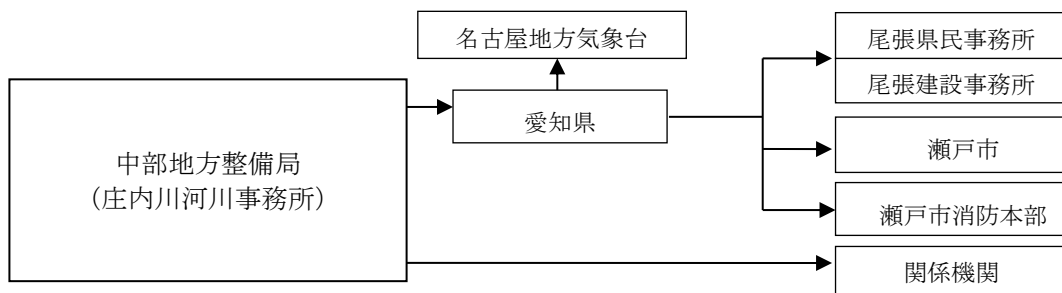 名古屋地方気象台
尾張県民事務所
尾張建設事務所
愛知県
中部地方整備局
（庄内川河川事務所）
瀬戸市
瀬戸市消防本部
関係機関